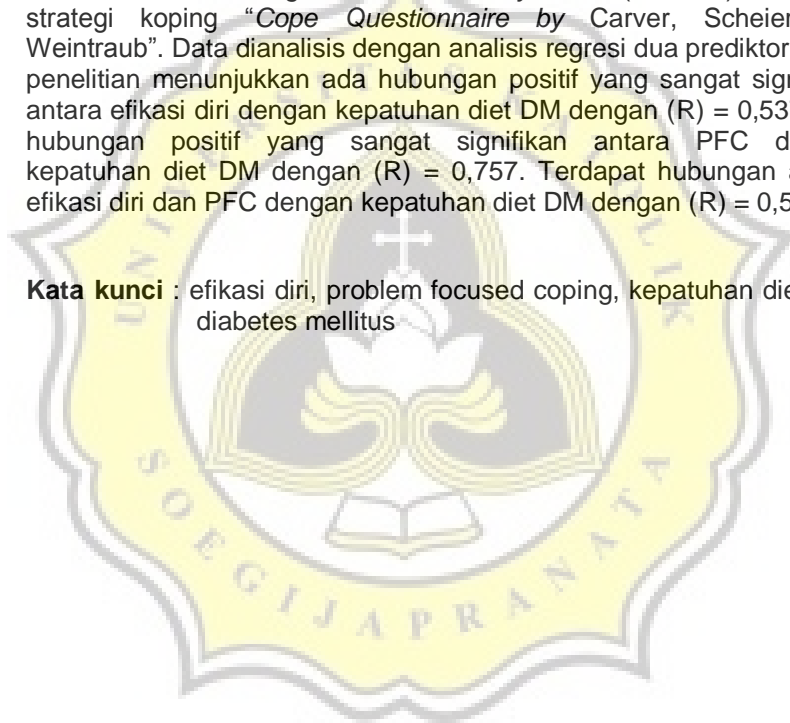 strategi koping “Cope Questionnaire by Carver, Scheier
Weintraub”. Data dianalisis dengan analisis regresi dua prediktor
penelitian menunjukkan ada hubungan positif yang sangat sign
antara efikasi diri dengan kepatuhan diet DM dengan (R) = 0,53
hubungan positif yang sangat signifikan antara PFC d
kepatuhan diet DM dengan (R) = 0,757. Terdapat hubungan a
efikasi diri dan PFC dengan kepatuhan diet DM dengan (R) = 0,5
Kata kunci : efikasi diri, problem focused coping, kepatuhan die
diabetes mellitus
UNIVERSITAS KATOLIK
SOEGIJAPRANATA